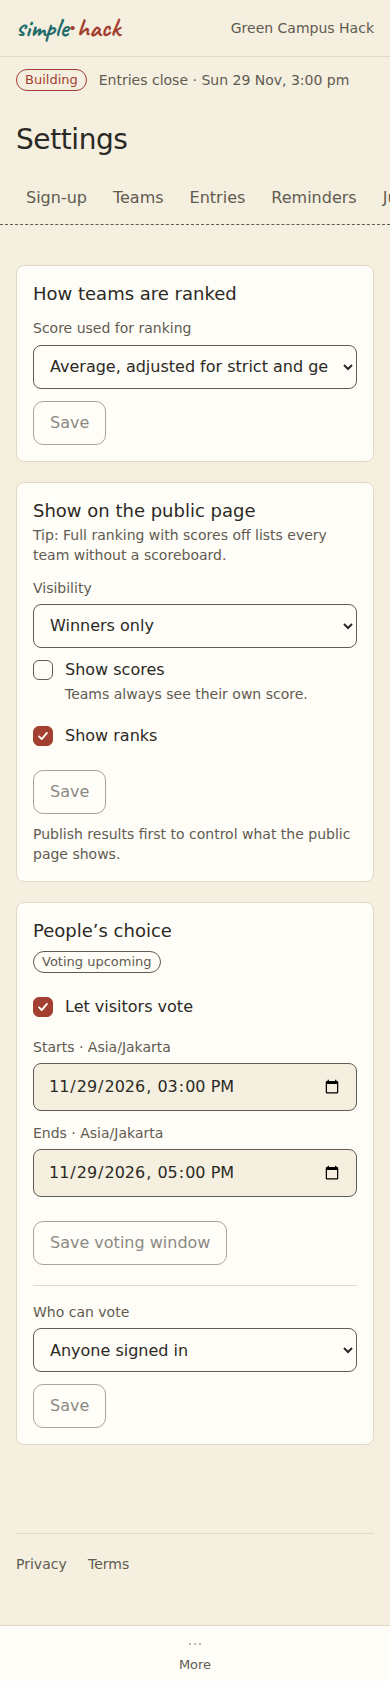 simple hack
Green Campus Hack
Building
Entries close · Sun 29 Nov, 3:00 pm
Settings
Sign-up
Teams
Entries
Reminders
How teams are ranked
Score used for ranking
Average, adjusted for strict and ge
Save
Show on the public page
Tip: Full ranking with scores off lists every
team without a scoreboard.
Visibility
Winners only
Show scores
Teams always see their own score.
Show ranks
Save
Publish results first to control what the public
page shows.
People’s choice
Voting upcoming
Let visitors vote
Starts · Asia/Jakarta
11/29/2026, 03:00 PM
Ends · Asia/Jakarta
11/29/2026, 05:00 PM
Save voting window
Who can vote
Anyone signed in
Save
Privacy
Terms
...
More